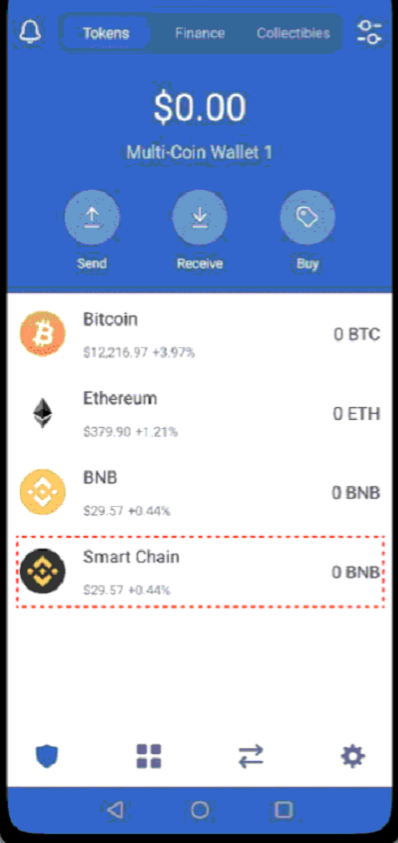 Tokens Finance Collectibles
$0.00
Multi-Coin Wallet 1
Send Receive Buy
Bitcoin
$12,216.97 +3.97%
0 BTC
Ethereum
$379.90 +1.21%
0 ETH
BNB
$29.57 +0.44%
0 BNB
Smart Chain
$29.57 +0.44%
0 BNB